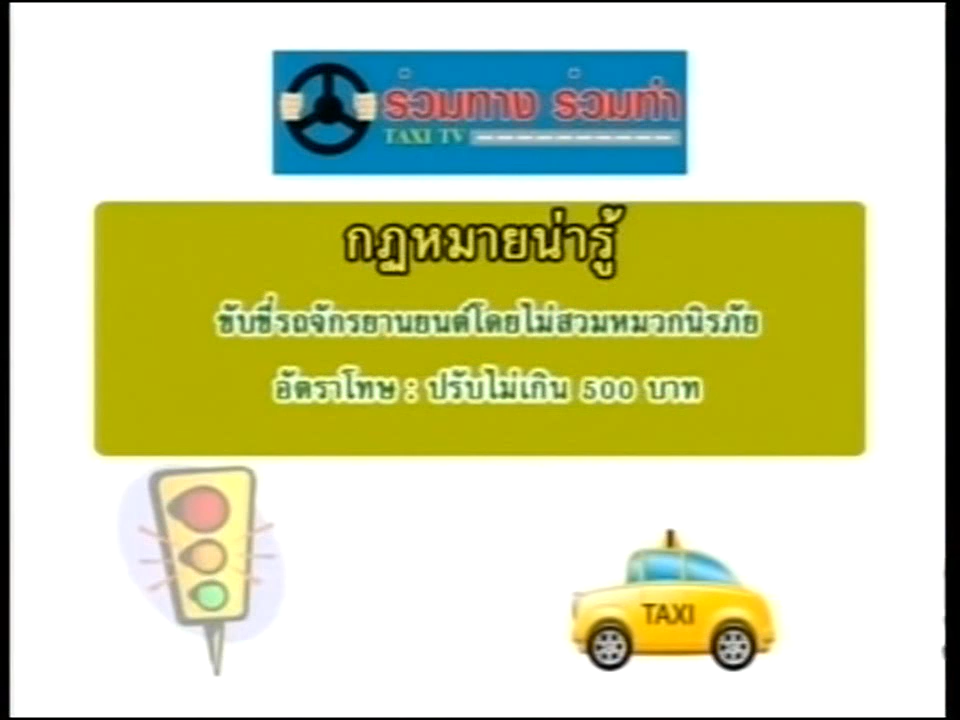 ร่วมทาง ร่วมทำ
TAXI TV
กฎหมายน่ารู้
ขับขี่รถจักรยานยนต์โดยไม่สวมหมวกนิรภัย
อัตราโทษ : ปรับไม่เกิน 500 บาท
TAXI